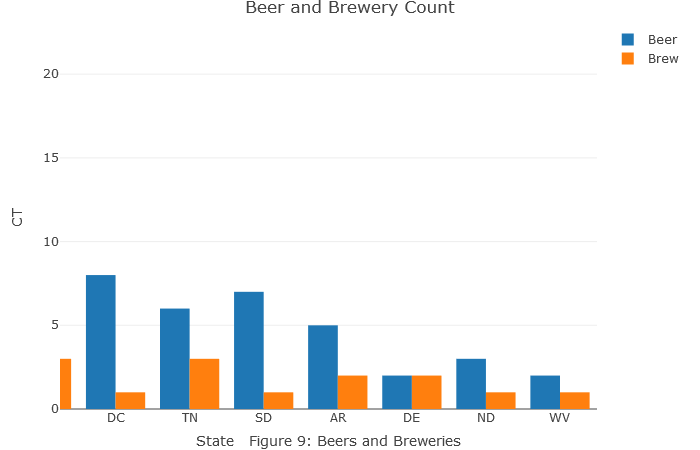 Beer and Brewery Count
Beer
Brew
20
15
10
5
0
CT
DC TN SD AR DE ND WV
State Figure 9: Beers and Breweries